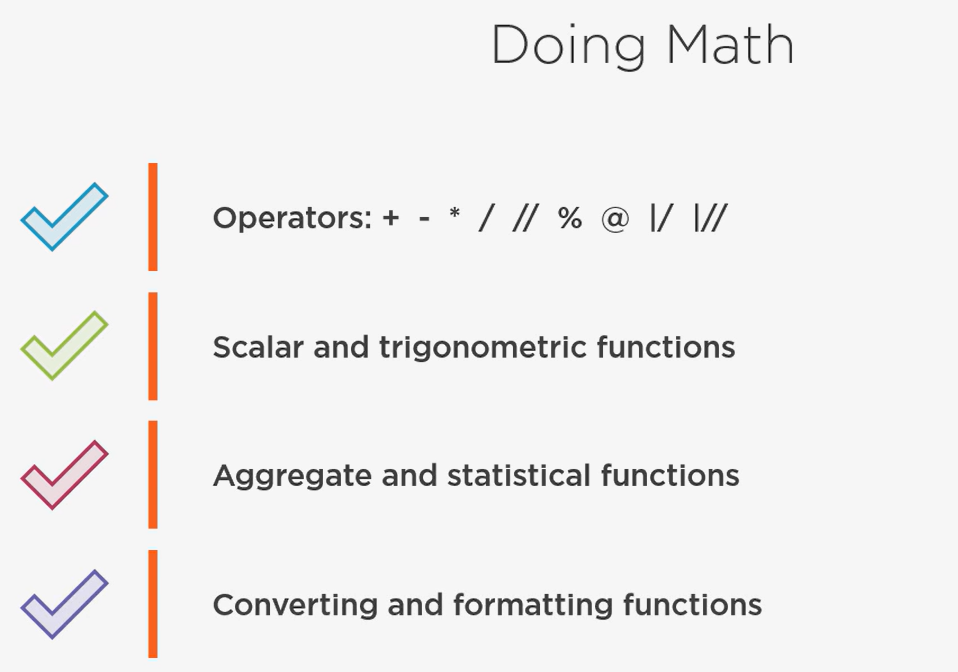 Doing Math
Operators: + - * / // % @ |/ |//
Scalar and trigonometric functions
Aggregate and statistical functions
Converting and formatting functions